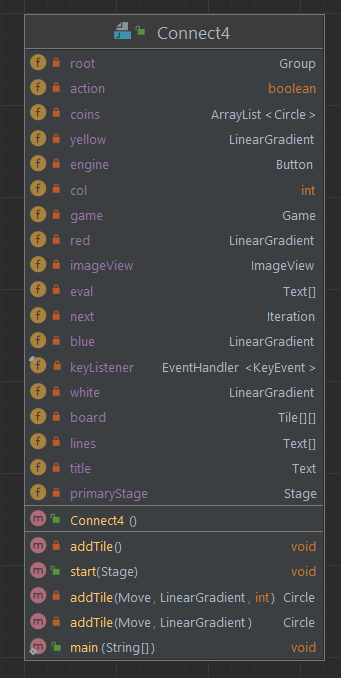 Connect4
root Group
action boolean
coins ArrayList <Circle>
yellow LinearGradient
engine Button
col int
game Game
red LinearGradient
imageView ImageView
eval Text[]
next Iteration
blue LinearGradient
keyListener EventHandler <KeyEvent>
white LinearGradient
board Tile[][]
lines Text[]
title Text
primaryStage Stage
Connect4 ()
addTile() void
start(Stage) void
addTile(Move, LinearGradient, int) Circle
addTile(Move, LinearGradient) Circle
main (String[]) void